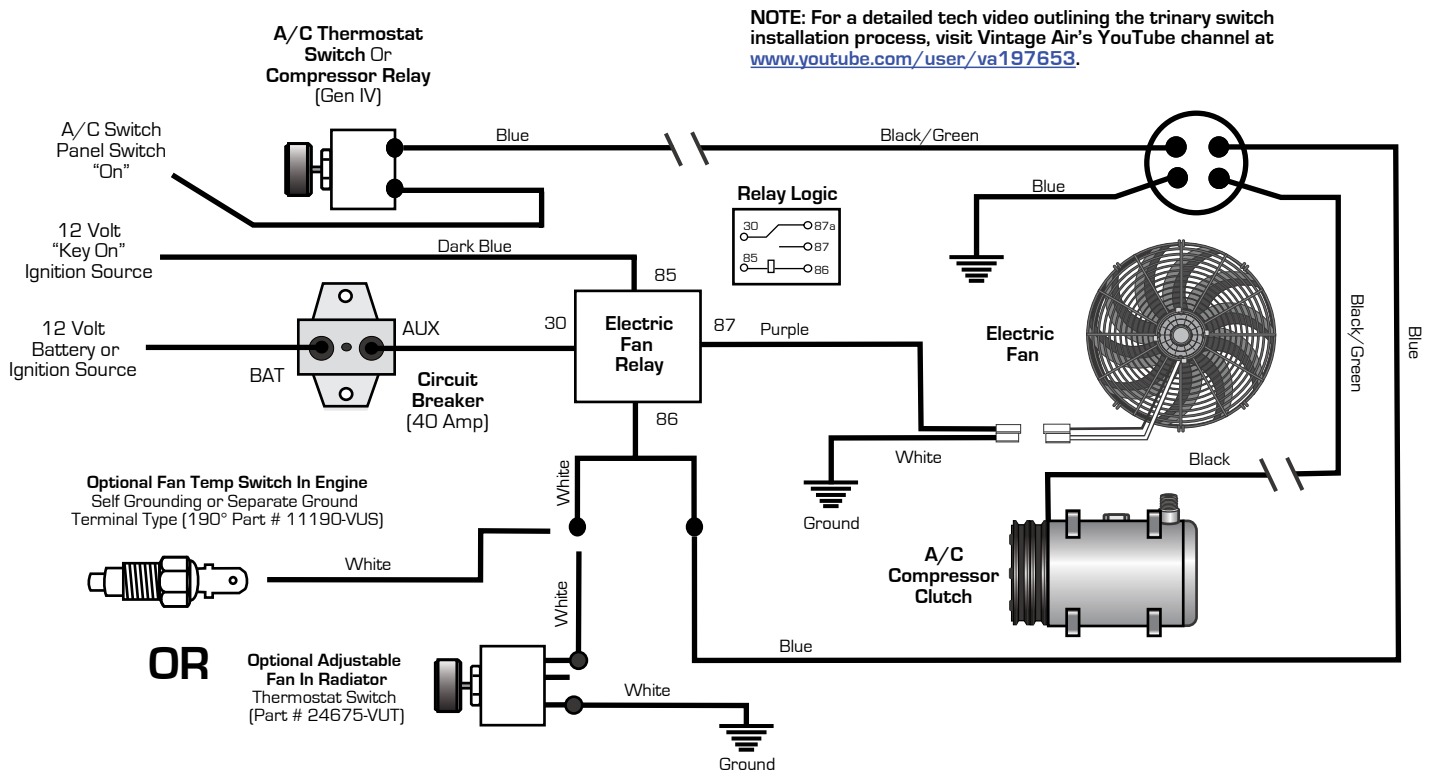 NOTE: For a detailed tech video outlining the trinary switch
installation process, visit Vintage Air's YouTube channel at
www.youtube.com/user/va197653.
A/C Thermostat
Switch Or
Compressor Relay
(Gen IV)
A/C Switch
Panel Switch
"On"
Blue
Black/Green
Blue
Relay Logic
30
87a
87
85
86
12 Volt
"Key On"
Ignition Source
Dark Blue
85
12 Volt
Battery or
Ignition Source
BAT
AUX
Circuit
Breaker
(40 Amp)
30
Electric
Fan
Relay
87
Purple
86
Electric
Fan
Black/Green
Blue
White
Ground
Black
A/C
Compressor
Clutch
Optional Fan Temp Switch In Engine
Self Grounding or Separate Ground
Terminal Type (190° Part # 11190-VUS)
White
White
White
OR
Optional Adjustable
Fan In Radiator
Thermostat Switch
(Part # 24675-VUT)
White
Ground
Blue